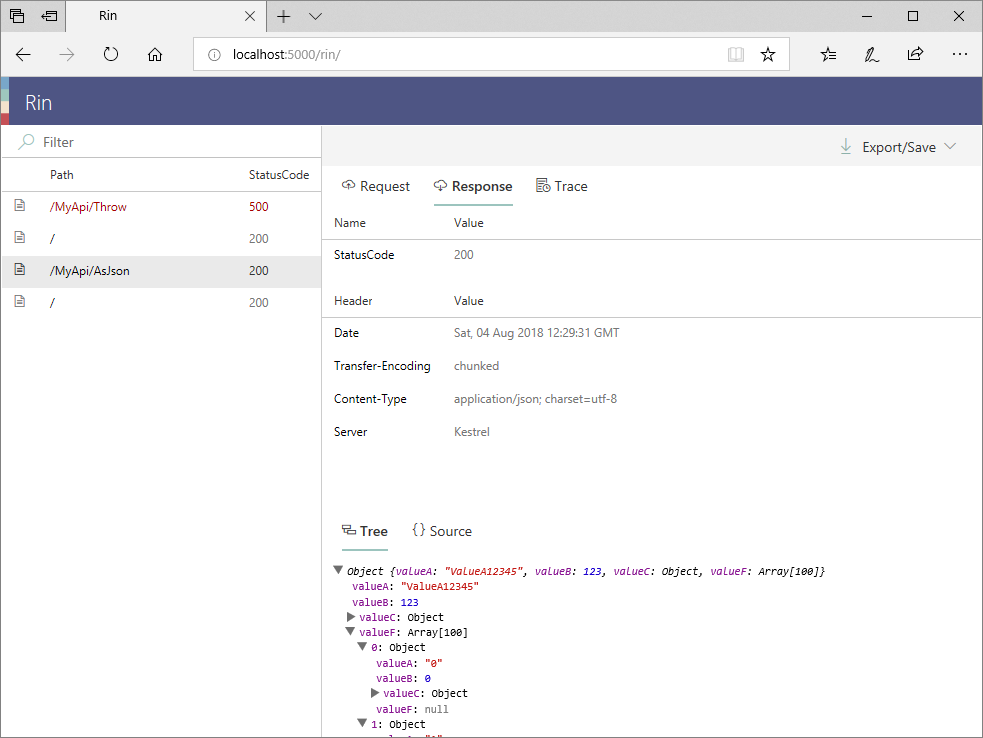 Rin
localhost:5000/rin/
Rin
Filter
Export/Save
Path StatusCode
/MyApi/Throw 500
/ 200
/MyApi/AsJson 200
/ 200
Request Response Trace
Name Value
StatusCode 200
Header Value
Date Sat, 04 Aug 2018 12:29:31 GMT
Transfer-Encoding chunked
Content-Type application/json; charset=utf-8
Server Kestrel
Tree {} Source
Object {valueA: "ValueA12345", valueB: 123, valueC: Object, valueF: Array[100]}
valueA: "ValueA12345"
valueB: 123
valueC: Object
valueF: Array[100]
0: Object
valueA: "0"
valueB: 0
valueC: Object
valueF: null
1: Object